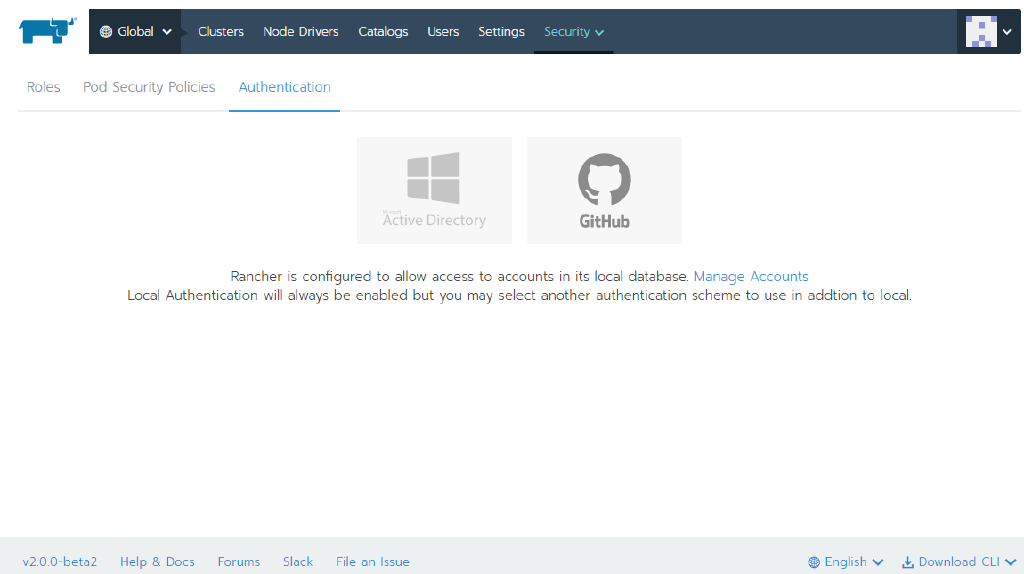 Global Clusters Node Drivers Catalogs Users Settings Security
Roles Pod Security Policies Authentication
Microsoft
Active Directory
GitHub
Rancher is configured to allow access to accounts in its local database. Manage Accounts
Local Authentication will always be enabled but you may select another authentication scheme to use in addtion to local.
v2.0.0-beta2 Help & Docs Forums Slack File an Issue English Download CLI